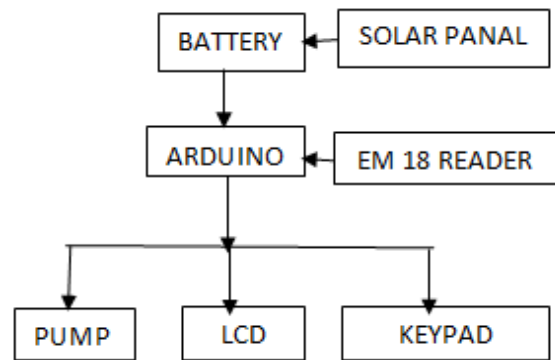 BATTERY
SOLAR PANAL
ARDUINO
EM 18 READER
PUMP
LCD
KEYPAD